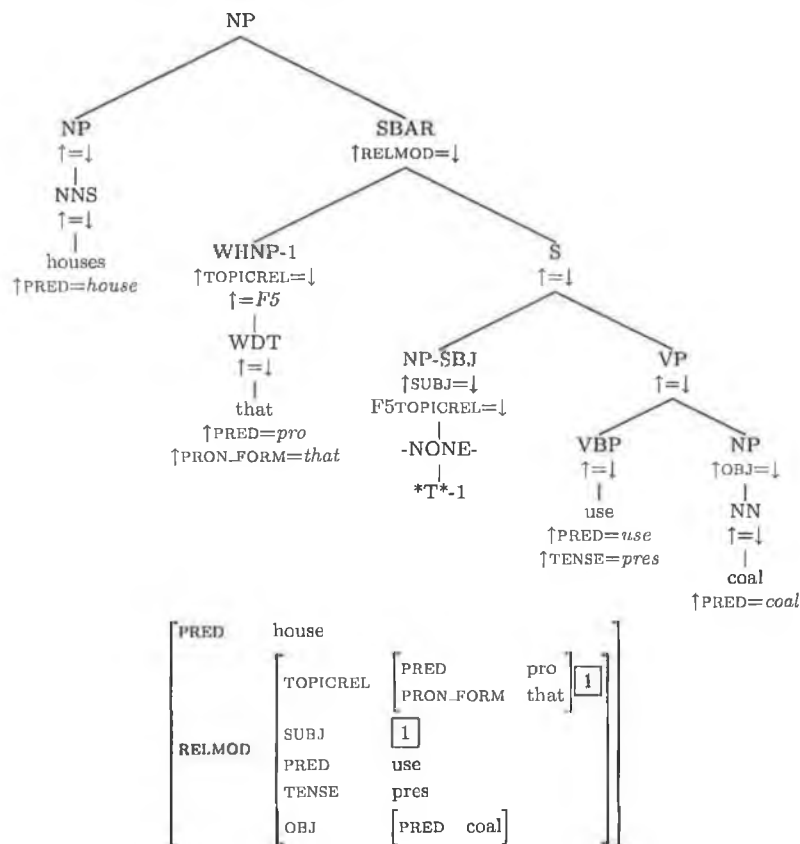 NP
NP SBAR
↑=↓ ↑RELMOD=↓
NNS
↑=↓
houses WHNP-1 S
↑PRED=house ↑TOPICREL=↓ ↑=↓
↑=F5
WDT NP-SBJ VP
↑=↓ ↑SUBJ=↓ ↑=↓
that F5TOPICREL=↓
↑PRED=pro -NONE- VBP NP
↑PRON_FORM=that ↑=↓ ↑OBJ=↓
*T*-1 use NN
↑PRED=use ↑=↓
↑TENSE=pres coal
↑PRED=coal
PRED house
TOPICREL PRED pro 1
PRON_FORM that
SUBJ 1
RELMOD PRED use
TENSE pres
OBJ PRED coal